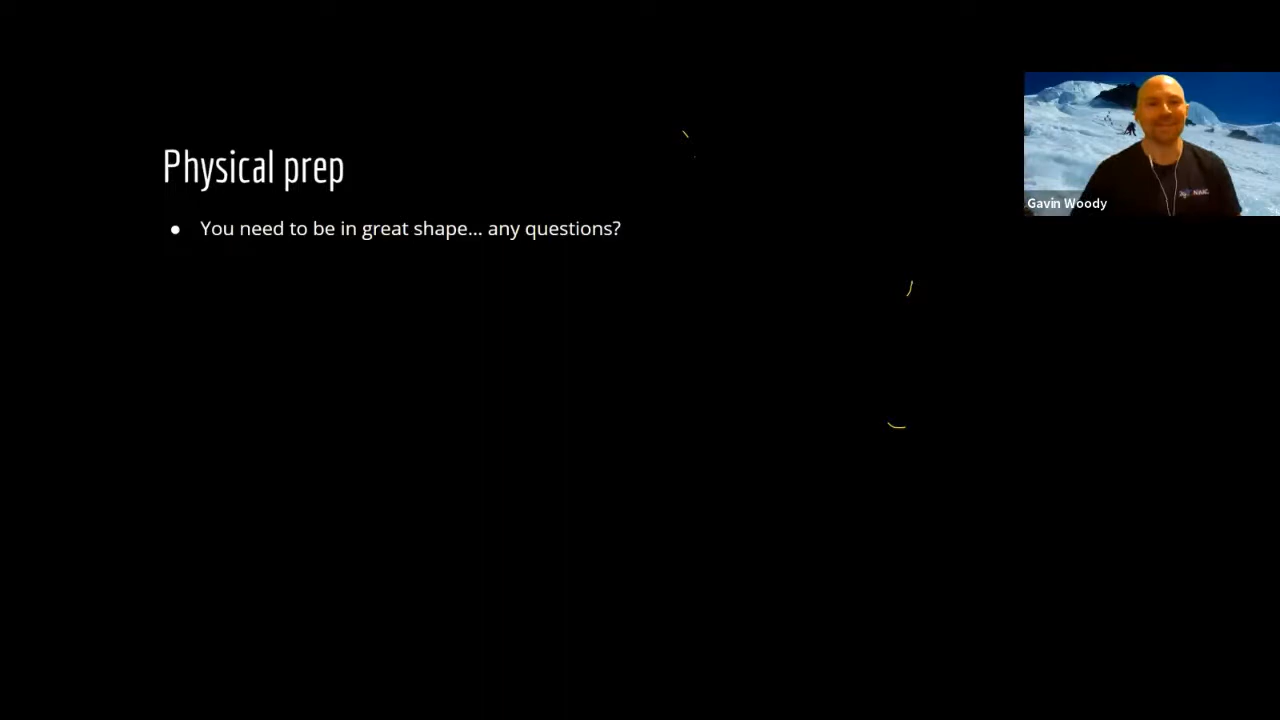 Physical prep
● You need to be in great shape... any questions?
Gavin Woody